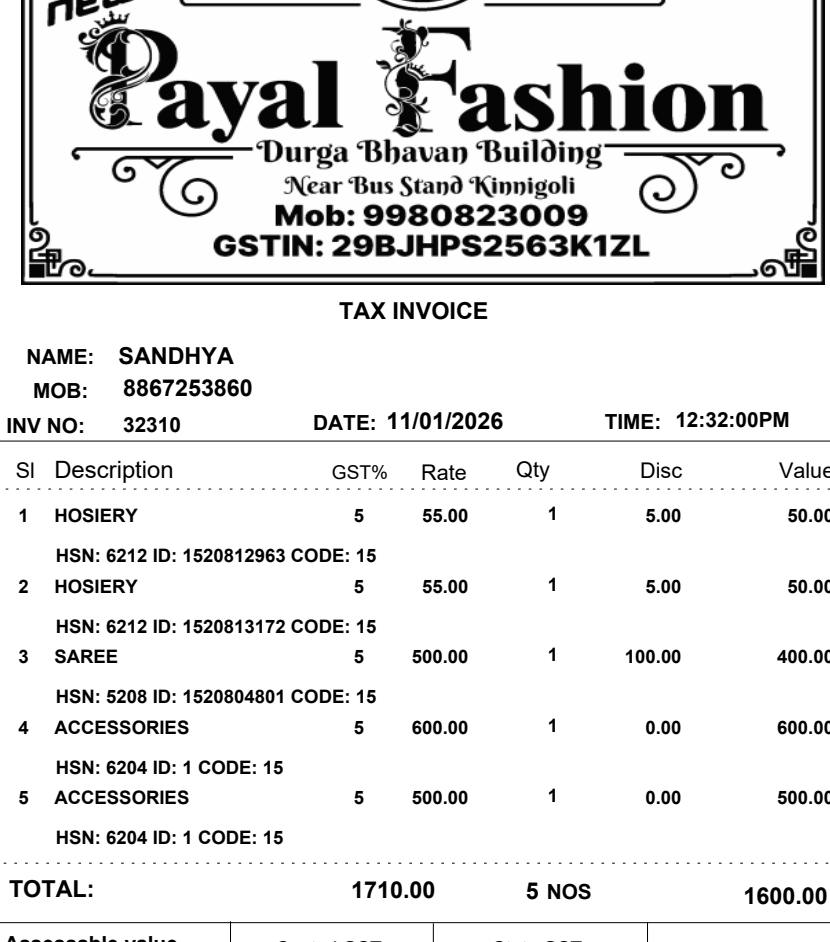 new
Payal Fashion
Durga Bhavan Building
Near Bus Stand Kinnigoli
Mob: 9980823009
GSTIN: 29BJHPS2563K1ZL
TAX INVOICE
NAME: SANDHYA
MOB: 8867253860
INV NO: 32310 DATE: 11/01/2026 TIME: 12:32:00PM
Sl Description GST% Rate Qty Disc Value
1 HOSIERY 5 55.00 1 5.00 50.00
HSN: 6212 ID: 1520812963 CODE: 15
2 HOSIERY 5 55.00 1 5.00 50.00
HSN: 6212 ID: 1520813172 CODE: 15
3 SAREE 5 500.00 1 100.00 400.00
HSN: 5208 ID: 1520804801 CODE: 15
4 ACCESSORIES 5 600.00 1 0.00 600.00
HSN: 6204 ID: 1 CODE: 15
5 ACCESSORIES 5 500.00 1 0.00 500.00
HSN: 6204 ID: 1 CODE: 15
TOTAL: 1710.00 5 NOS 1600.00